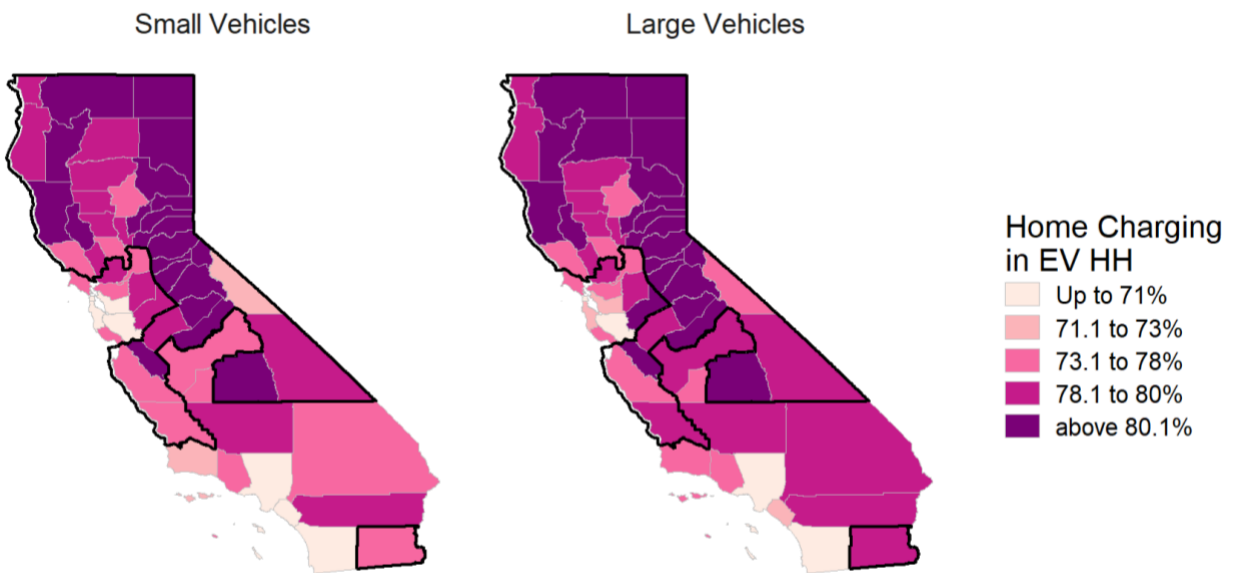 Small Vehicles
Large Vehicles
Home Charging
in EV HH
Up to 71%
71.1 to 73%
73.1 to 78%
78.1 to 80%
above 80.1%